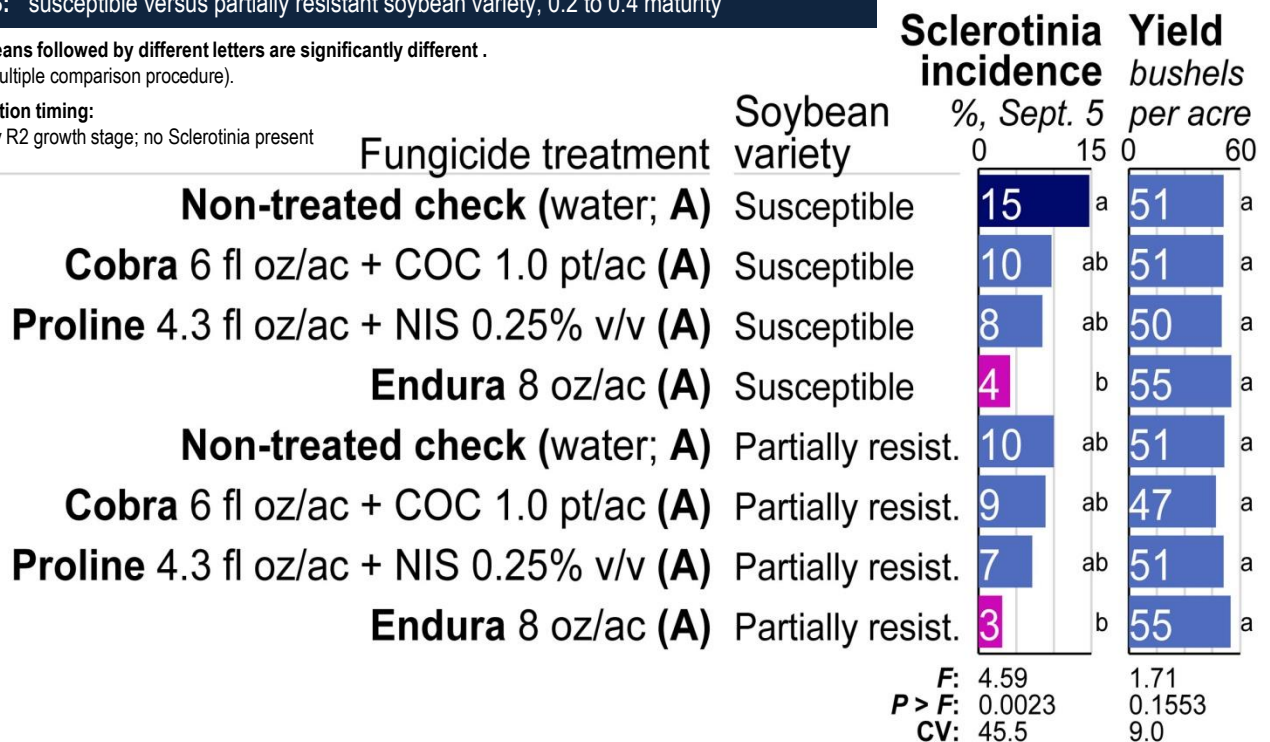 susceptible versus partially resistant soybean variety, 0.2 to 0.4 maturity
followed by different letters are significantly different .
comparison procedure).
timing:
R2 growth stage; no Sclerotinia present
Sclerotinia incidence
%, Sept. 5
Yield
bushels per acre
Fungicide treatment Soybean variety 0 15 0 60
Non-treated check (water; A) Susceptible 15 a 51 a
Cobra 6 fl oz/ac + COC 1.0 pt/ac (A) Susceptible 10 ab 51 a
Proline 4.3 fl oz/ac + NIS 0.25% v/v (A) Susceptible 8 ab 50 a
Endura 8 oz/ac (A) Susceptible 4 b 55 a
Non-treated check (water; A) Partially resist. 10 ab 51 a
Cobra 6 fl oz/ac + COC 1.0 pt/ac (A) Partially resist. 9 ab 47 a
Proline 4.3 fl oz/ac + NIS 0.25% v/v (A) Partially resist. 7 ab 51 a
Endura 8 oz/ac (A) Partially resist. 3 b 55 a
F: 4.59 1.71
P > F: 0.0023 0.1553
CV: 45.5 9.0